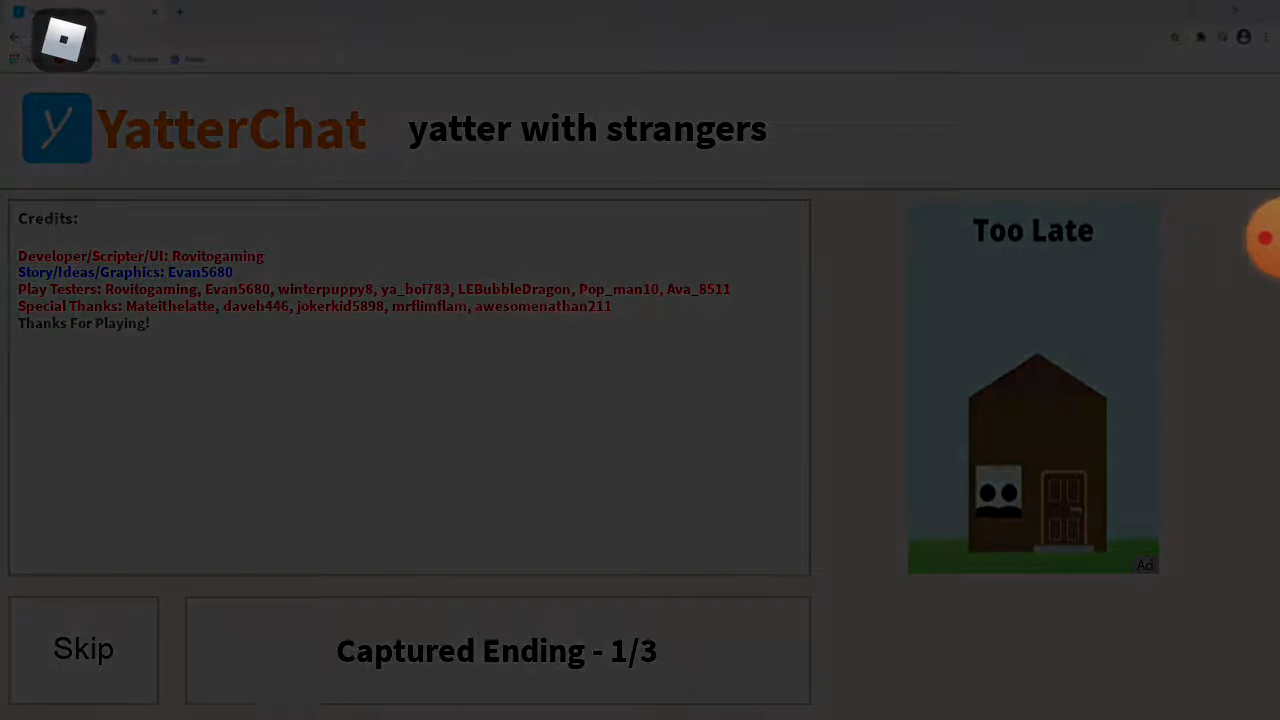 YatterChat
yatter with strangers
Credits:
Developer/Scripter/UI: Rovitogaming
Story/Ideas/Graphics: Evan5680
Play Testers: Rovitogaming, Evan5680, winterpuppy8, ya_boi783, LEBubbleDragon, Pop_man10, Ava_8511
Special Thanks: Mateithelatte, daveh446, jokerkid5898, mrflimflam, awesomenathan211
Thanks For Playing!
Too Late
Ad
Skip
Captured Ending - 1/3